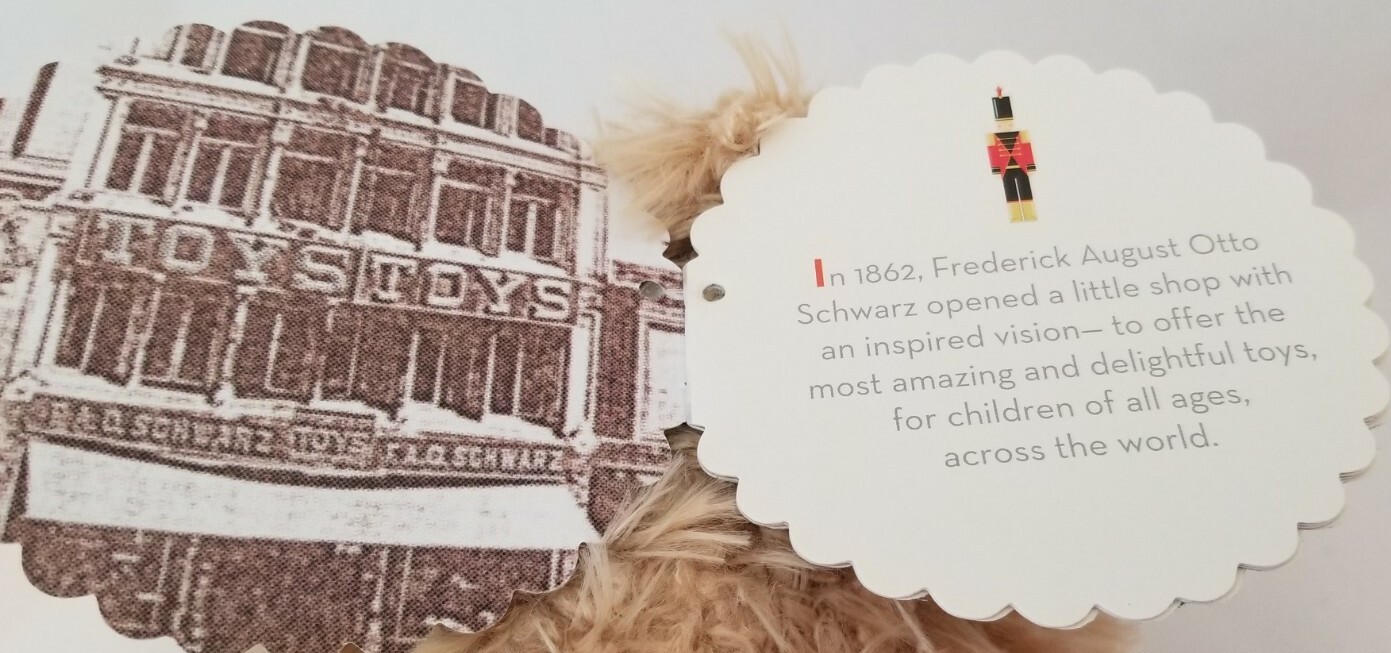 TOYS TOYS
F.A.O. SCHWARZ TOYS F.A.O. SCHWARZ
In 1862, Frederick August Otto
Schwarz opened a little shop with
an inspired vision— to offer the
most amazing and delightful toys,
for children of all ages,
across the world.